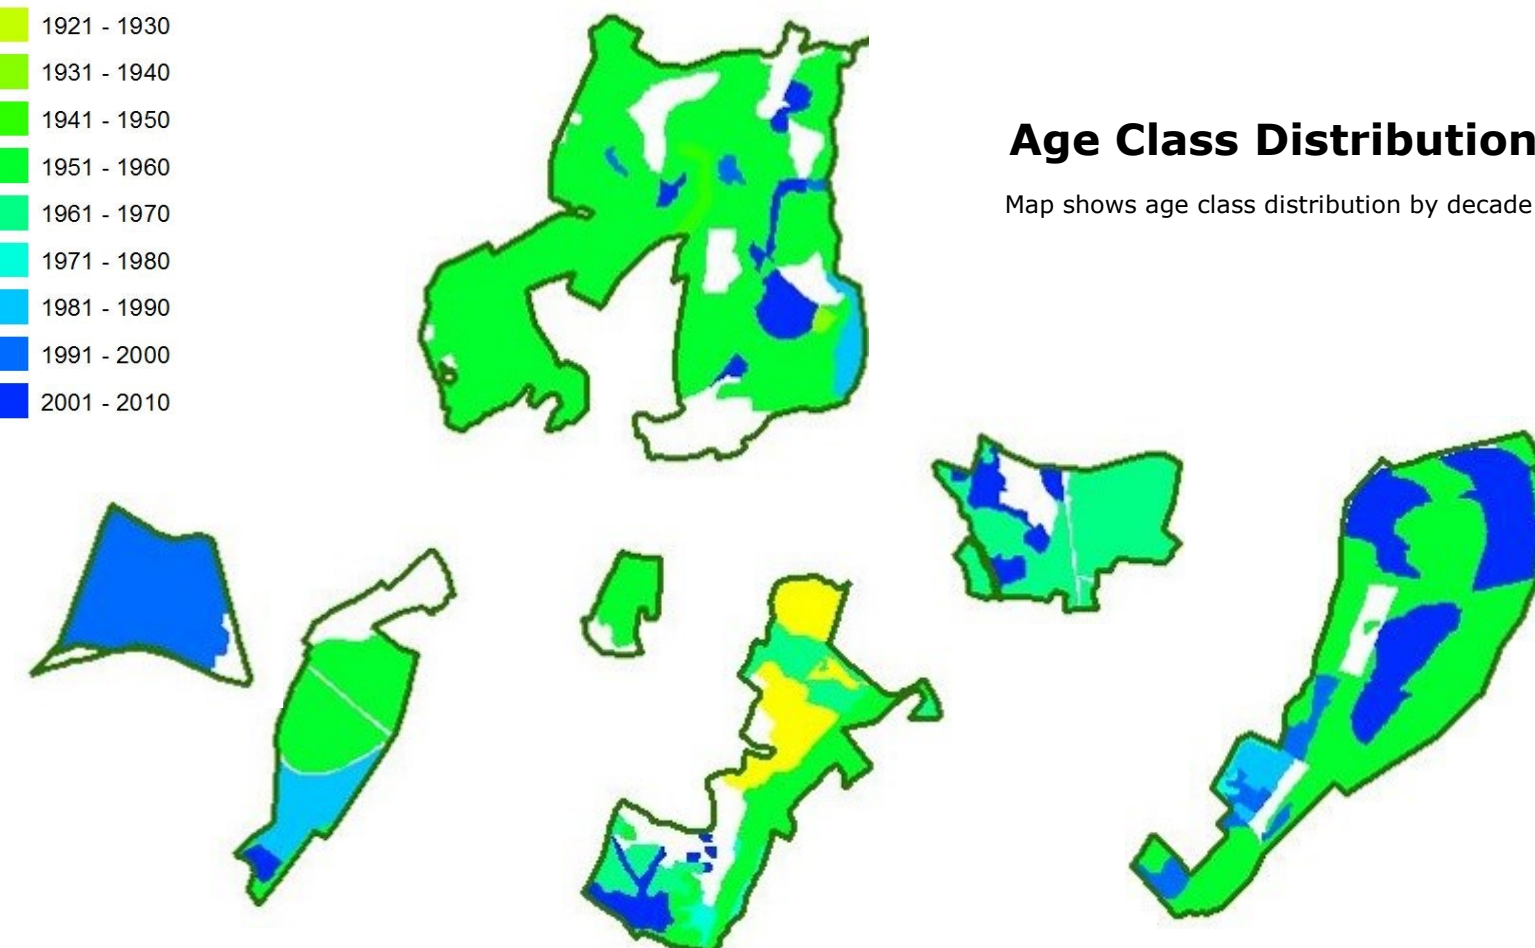 1921 - 1930
1931 - 1940
1941 - 1950
1951 - 1960
1961 - 1970
1971 - 1980
1981 - 1990
1991 - 2000
2001 - 2010
Age Class Distribution
Map shows age class distribution by decade